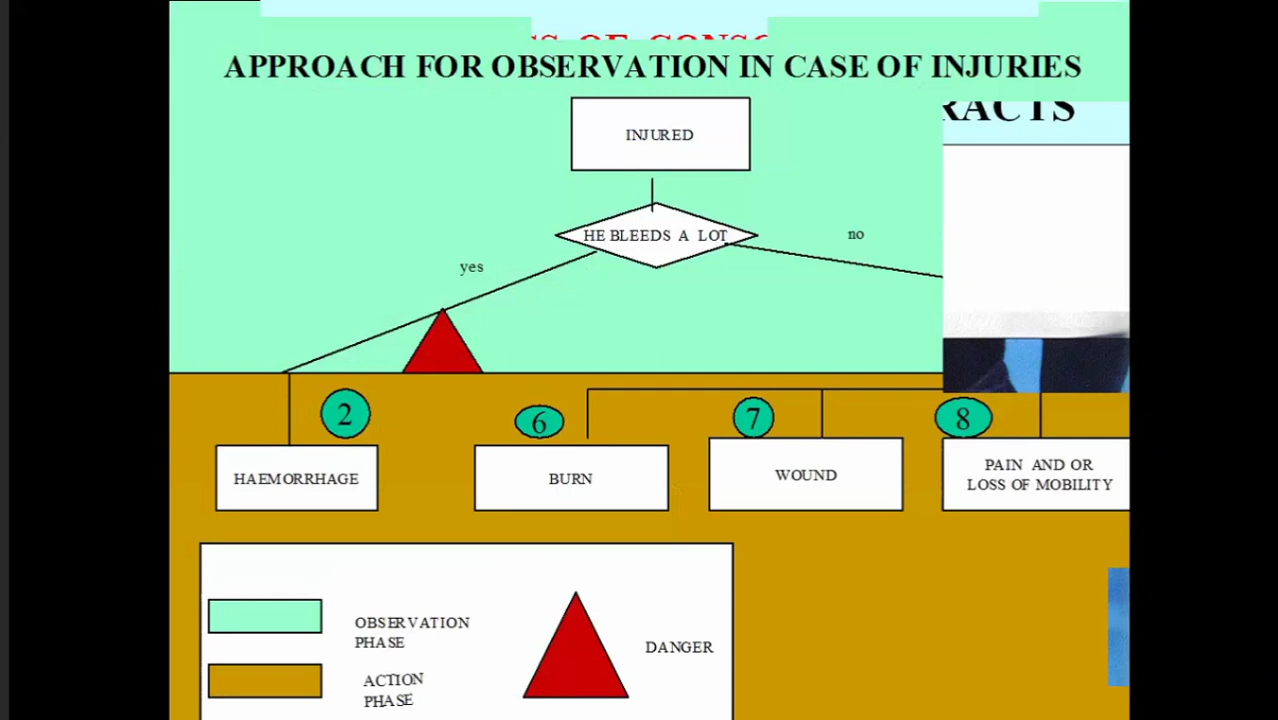 APPROACH FOR OBSERVATION IN CASE OF INJURIES
RACTS
INJURED
HE BLEEDS A LOT
no
yes
2
6
7
8
HAEMORRHAGE
BURN
WOUND
PAIN AND OR
LOSS OF MOBILITY
OBSERVATION
PHASE
DANGER
ACTION
PHASE